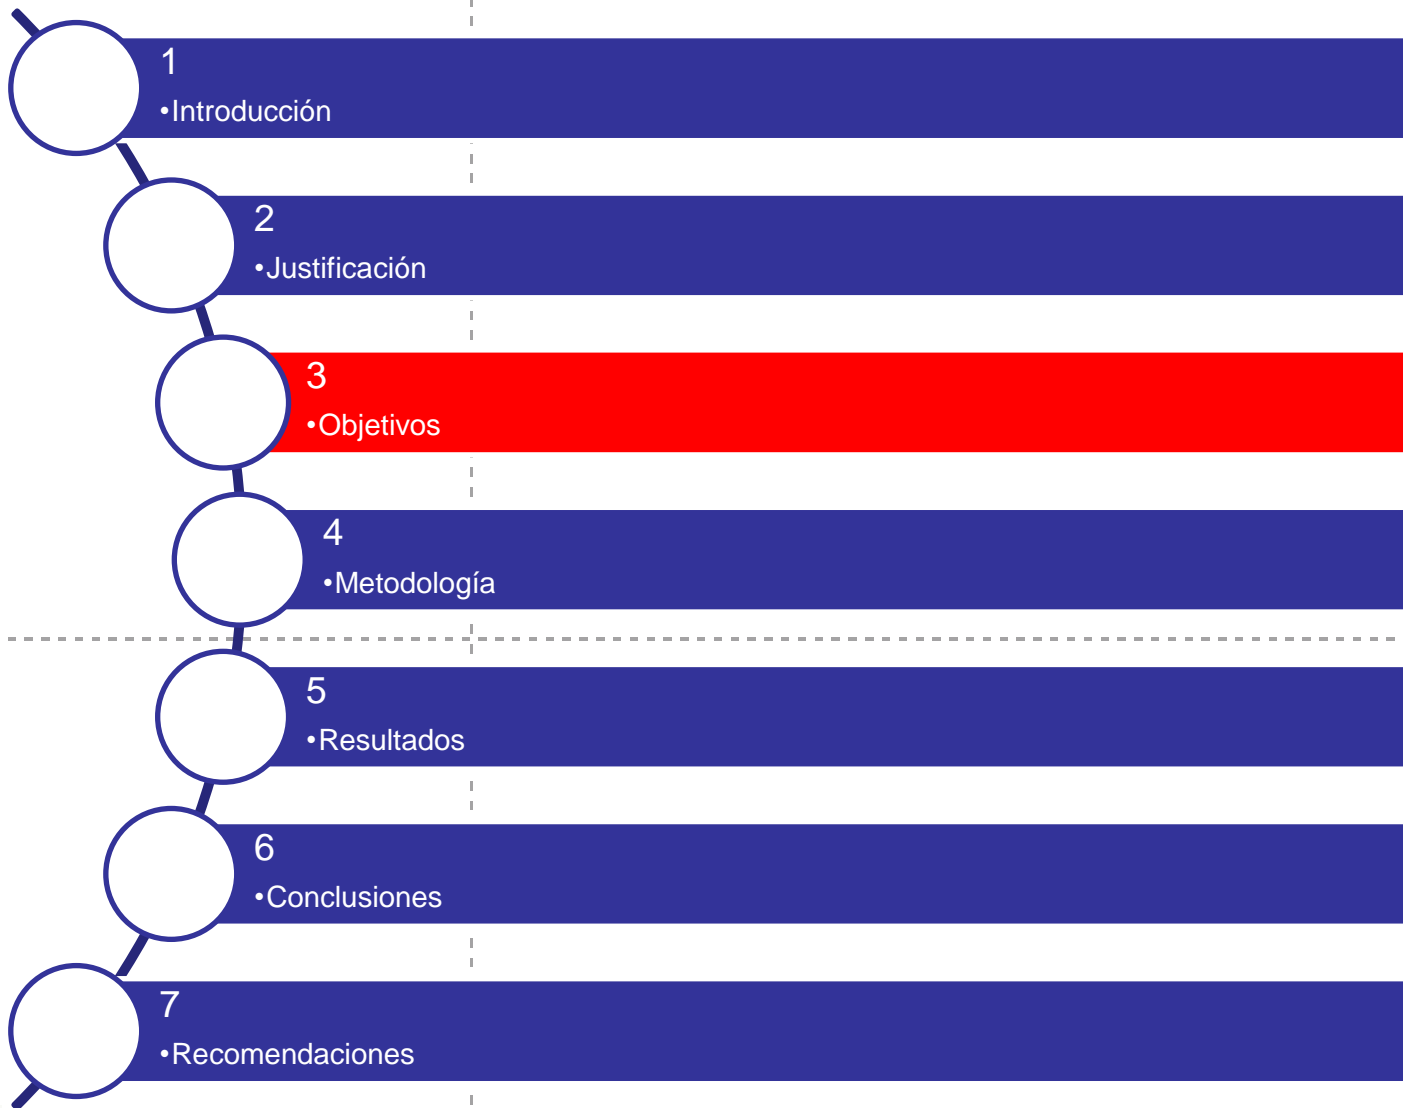 1
•Introducción
2
•Justificación
3
•Objetivos
4
•Metodología
5
•Resultados
6
•Conclusiones
7
•Recomendaciones